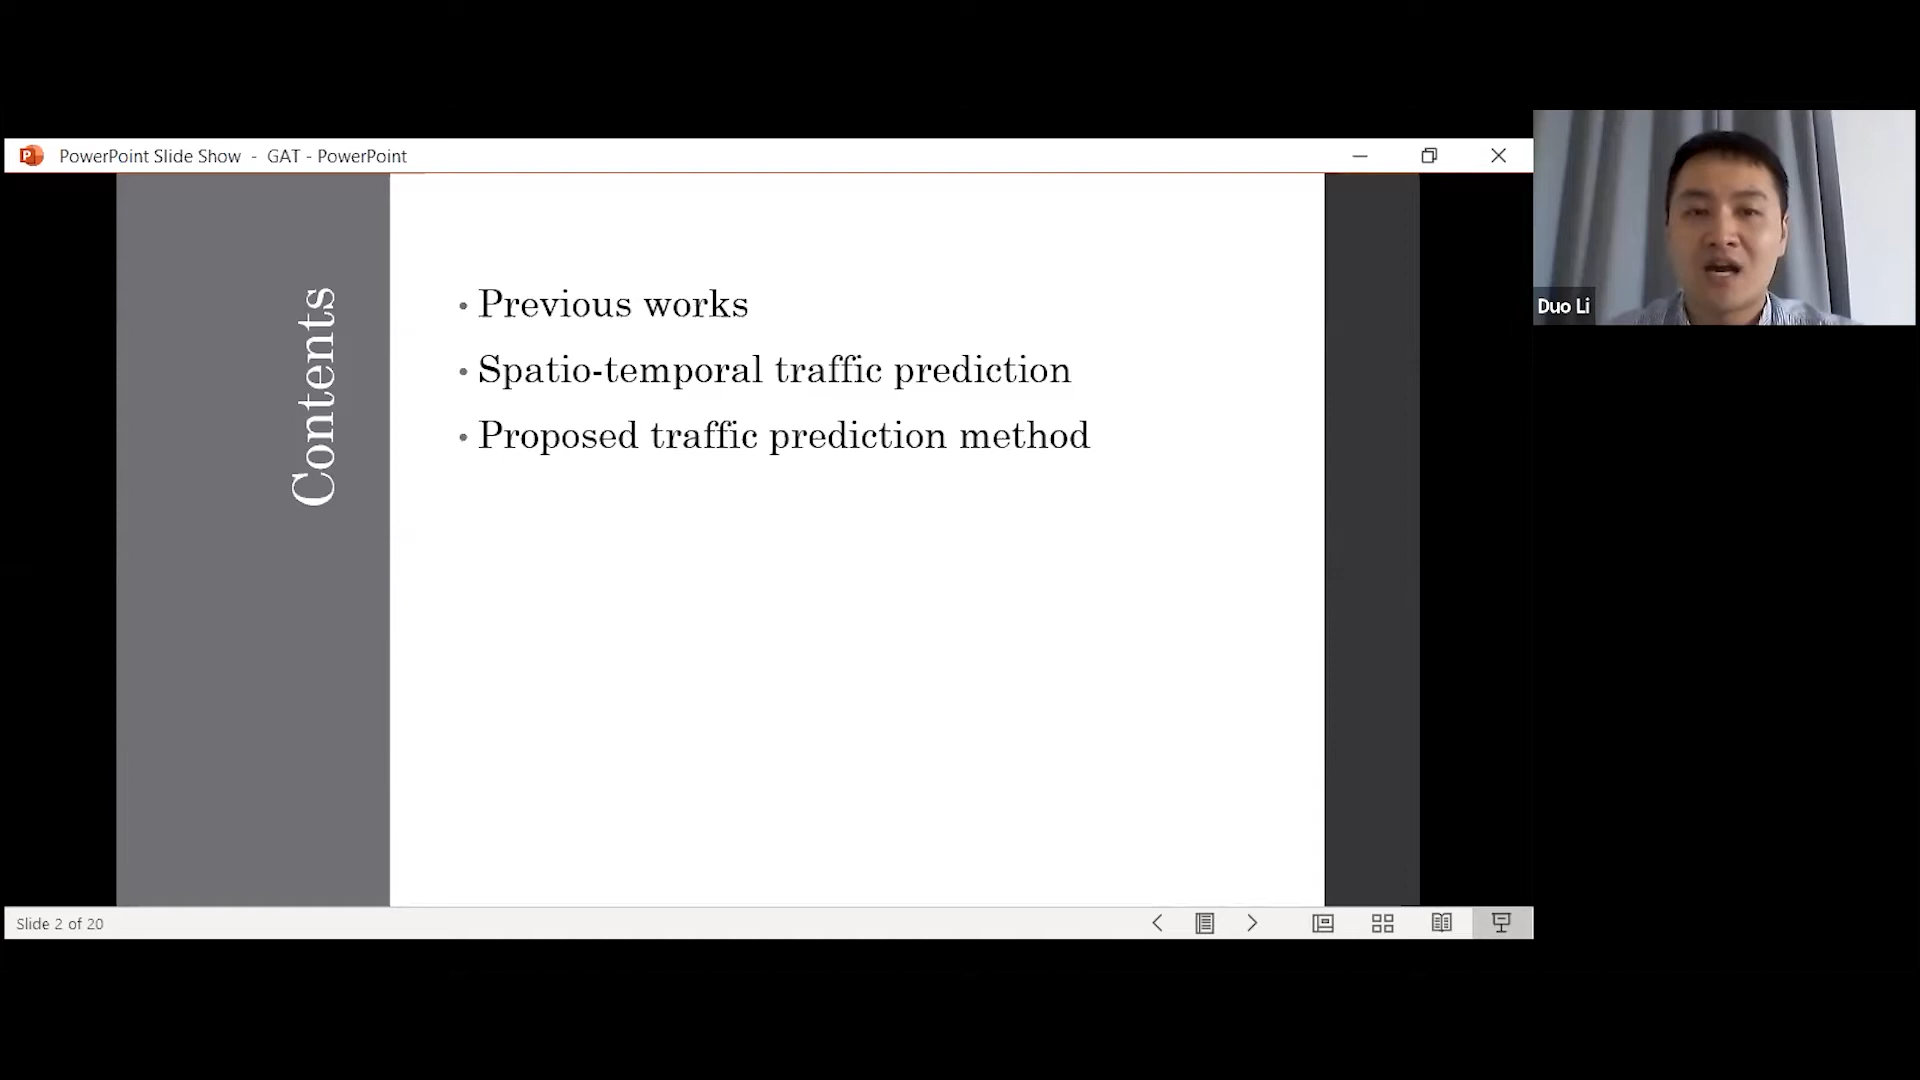 PowerPoint Slide Show - GAT - PowerPoint
Contents
• Previous works
• Spatio-temporal traffic prediction
• Proposed traffic prediction method
Duo Li
Slide 2 of 20